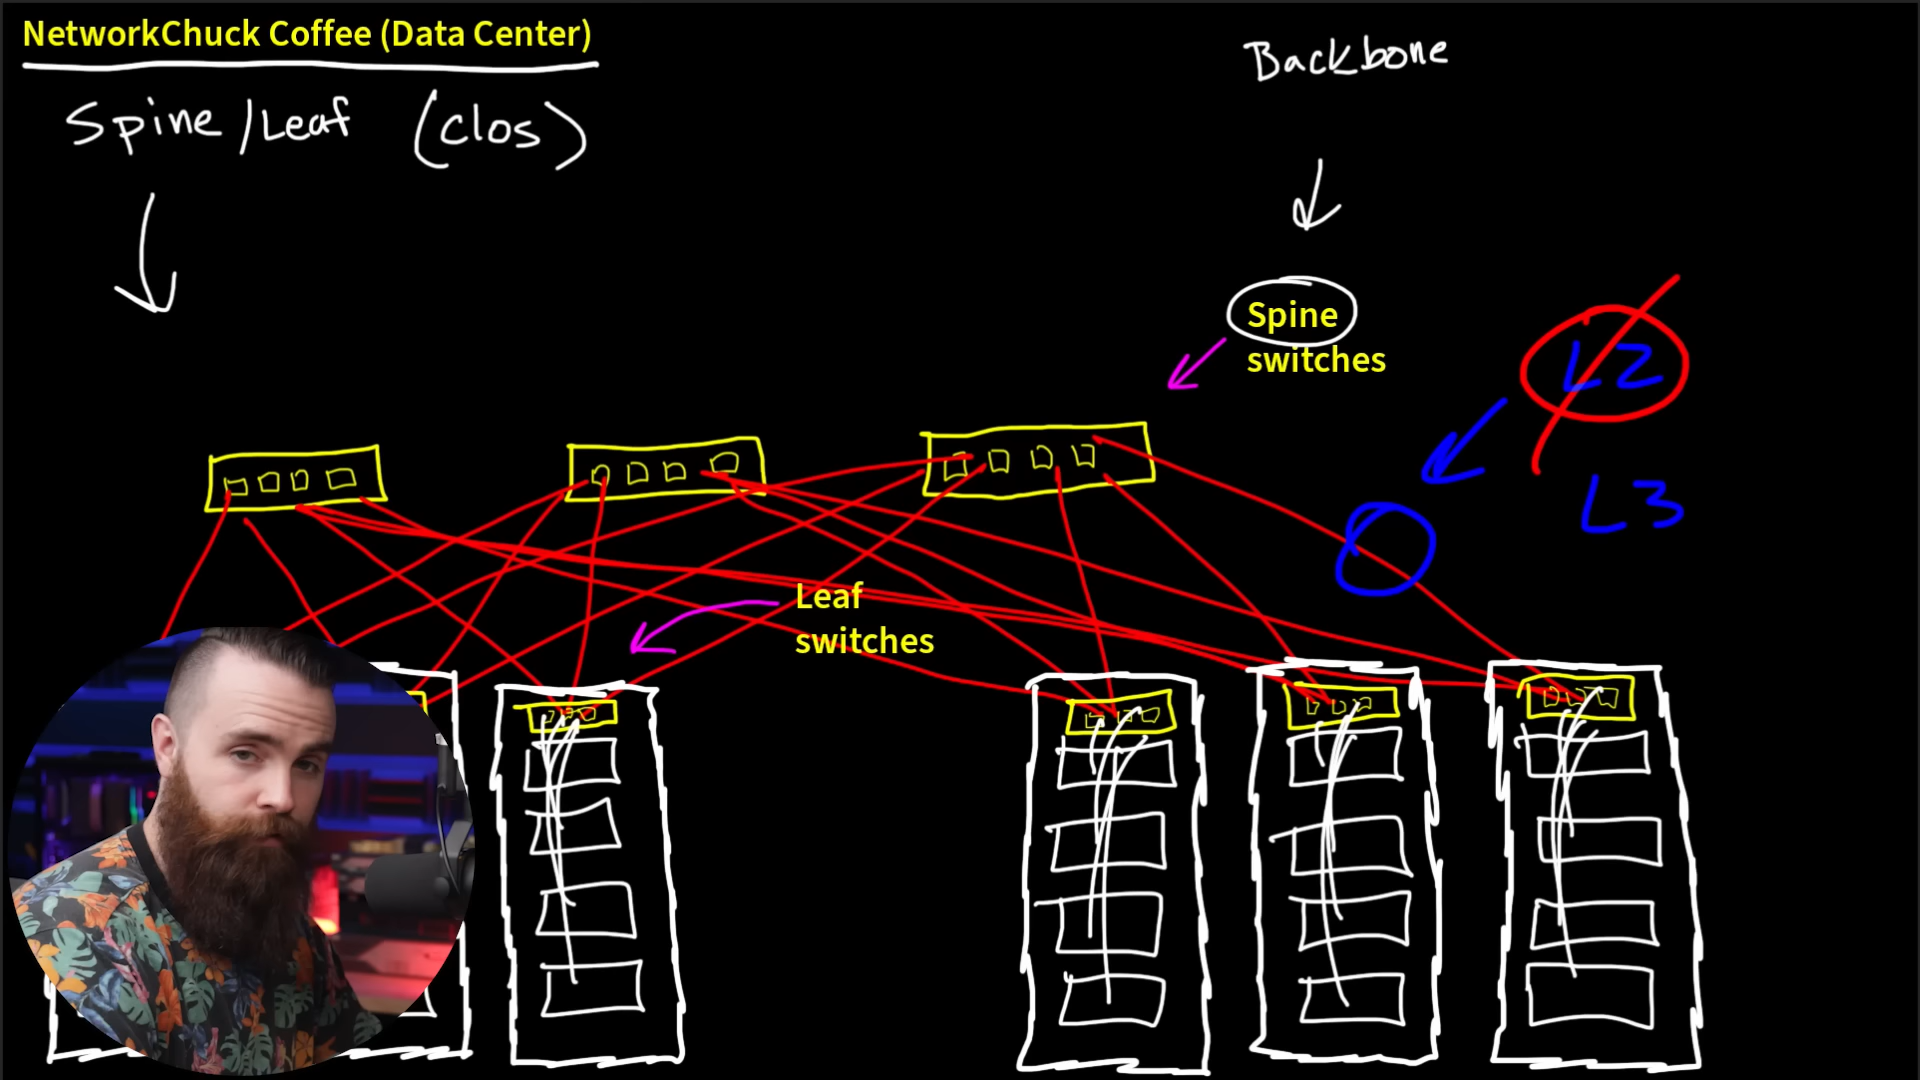 NetworkChuck Coffee (Data Center)
Spine/Leaf (Clos)
Backbone
Spine
switches
L2
L3
Leaf
switches